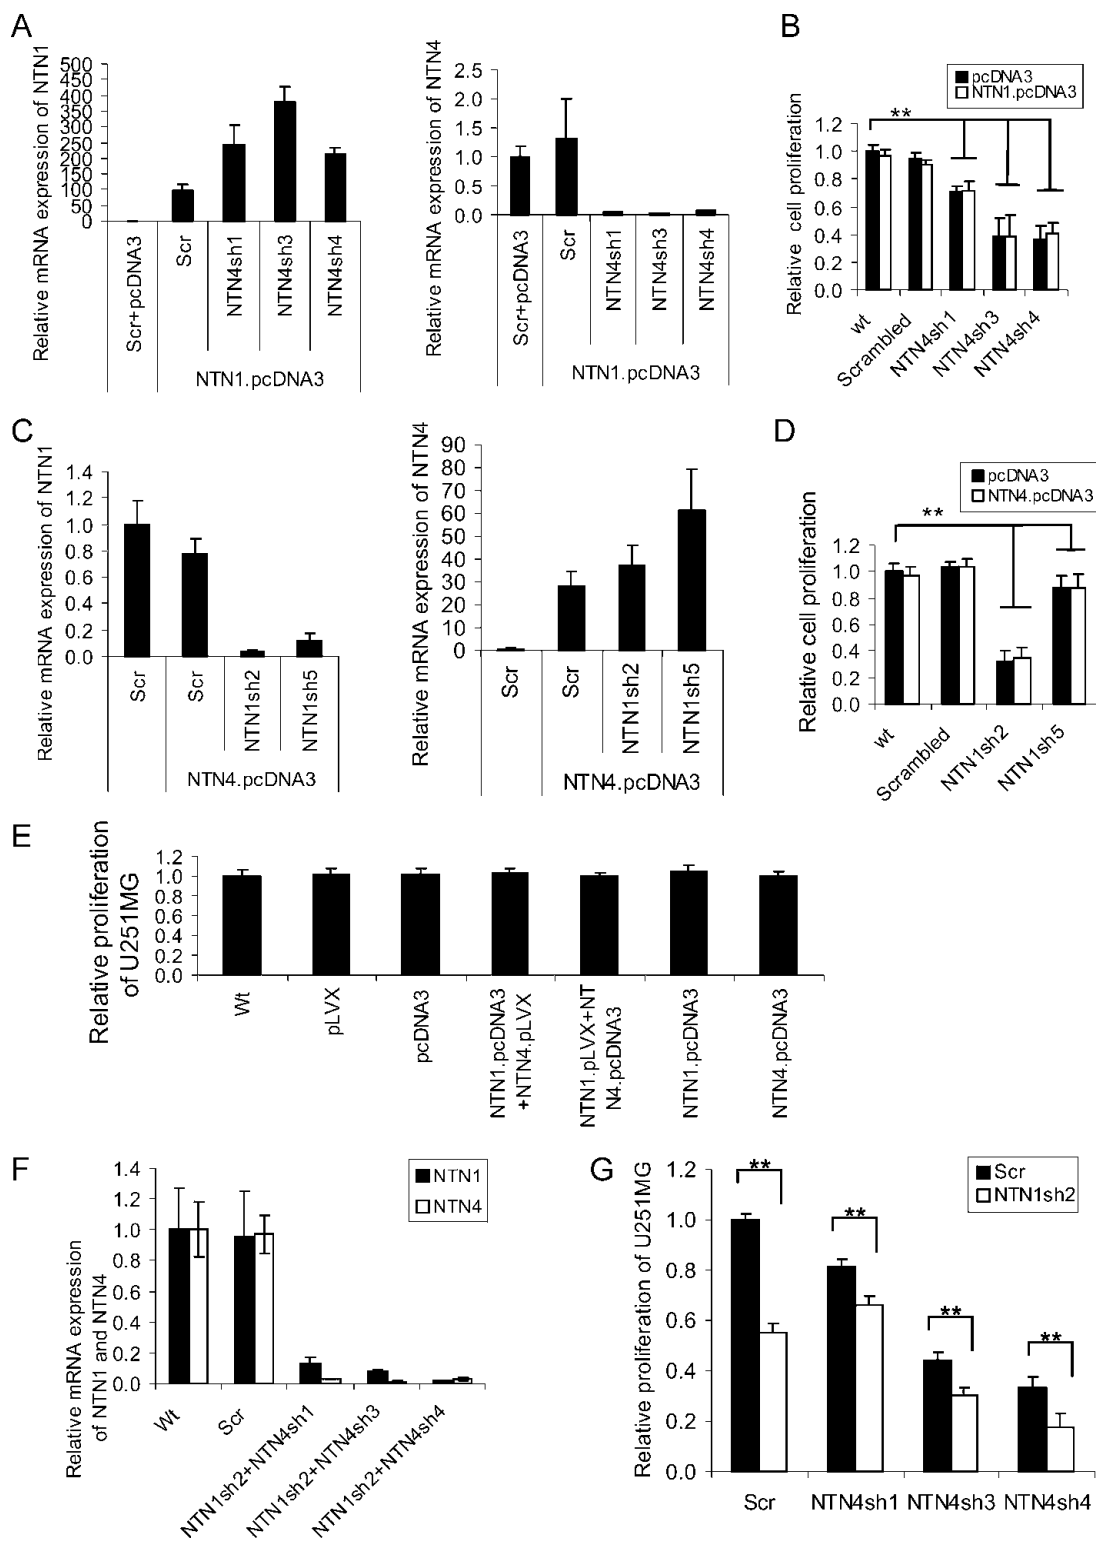 A
Relative mRNA expression of NTN1
500
450
400
350
300
250
200
150
100
50
0
Scr+pcDNA3
Scr
NTN4sh1
NTN4sh3
NTN4sh4
NTN1.pcDNA3
Relative mRNA expression of NTN4
2.5
2.0
1.5
1.0
0.5
0.0
Scr+pcDNA3
Scr
NTN4sh1
NTN4sh3
NTN4sh4
NTN1.pcDNA3
B
pcDNA3
NTN1.pcDNA3
**
Relative cell proliferation
1.2
1.0
0.8
0.6
0.4
0.2
0.0
wt
Scrambled
NTN4sh1
NTN4sh3
NTN4sh4
C
Relative mRNA expression of NTN1
1.4
1.2
1.0
0.8
0.6
0.4
0.2
0.0
Scr
Scr
NTN1sh2
NTN1sh5
NTN4.pcDNA3
Relative mRNA expression of NTN4
90
80
70
60
50
40
30
20
10
0
Scr
Scr
NTN1sh2
NTN1sh5
NTN4.pcDNA3
D
pcDNA3
NTN4.pcDNA3
**
Relative cell proliferation
1.2
1.0
0.8
0.6
0.4
0.2
0.0
wt
Scrambled
NTN1sh2
NTN1sh5
E
Relative proliferation
of U251MG
1.2
1.0
0.8
0.6
0.4
0.2
0.0
Wt
pLVX
pcDNA3
NTN1.pcDNA3
+NTN4.pLVX
NTN1.pLVX+NT
N4.pcDNA3
NTN1.pcDNA3
NTN4.pcDNA3
F
NTN1
NTN4
Relative mRNA expression
of NTN1 and NTN4
1.4
1.2
1.0
0.8
0.6
0.4
0.2
0.0
Wt
Scr
NTN1sh2+NTN4sh1
NTN1sh2+NTN4sh3
NTN1sh2+NTN4sh4
G
Scr
NTN1sh2
Relative proliferation of U251MG
1.2
1.0
0.8
0.6
0.4
0.2
0.0
**
**
**
**
Scr
NTN4sh1
NTN4sh3
NTN4sh4